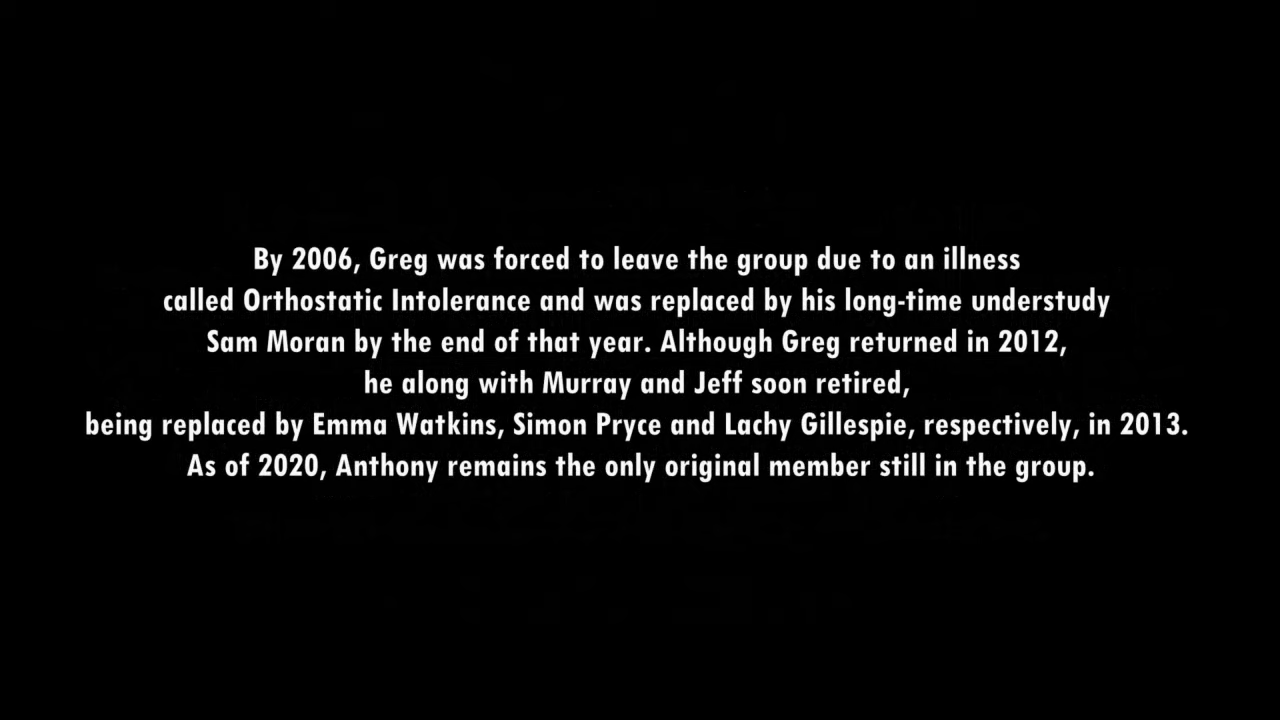 By 2006, Greg was forced to leave the group due to an illness
called Orthostatic Intolerance and was replaced by his long-time understudy
Sam Moran by the end of that year. Although Greg returned in 2012,
he along with Murray and Jeff soon retired,
being replaced by Emma Watkins, Simon Pryce and Lachy Gillespie, respectively, in 2013.
As of 2020, Anthony remains the only original member still in the group.